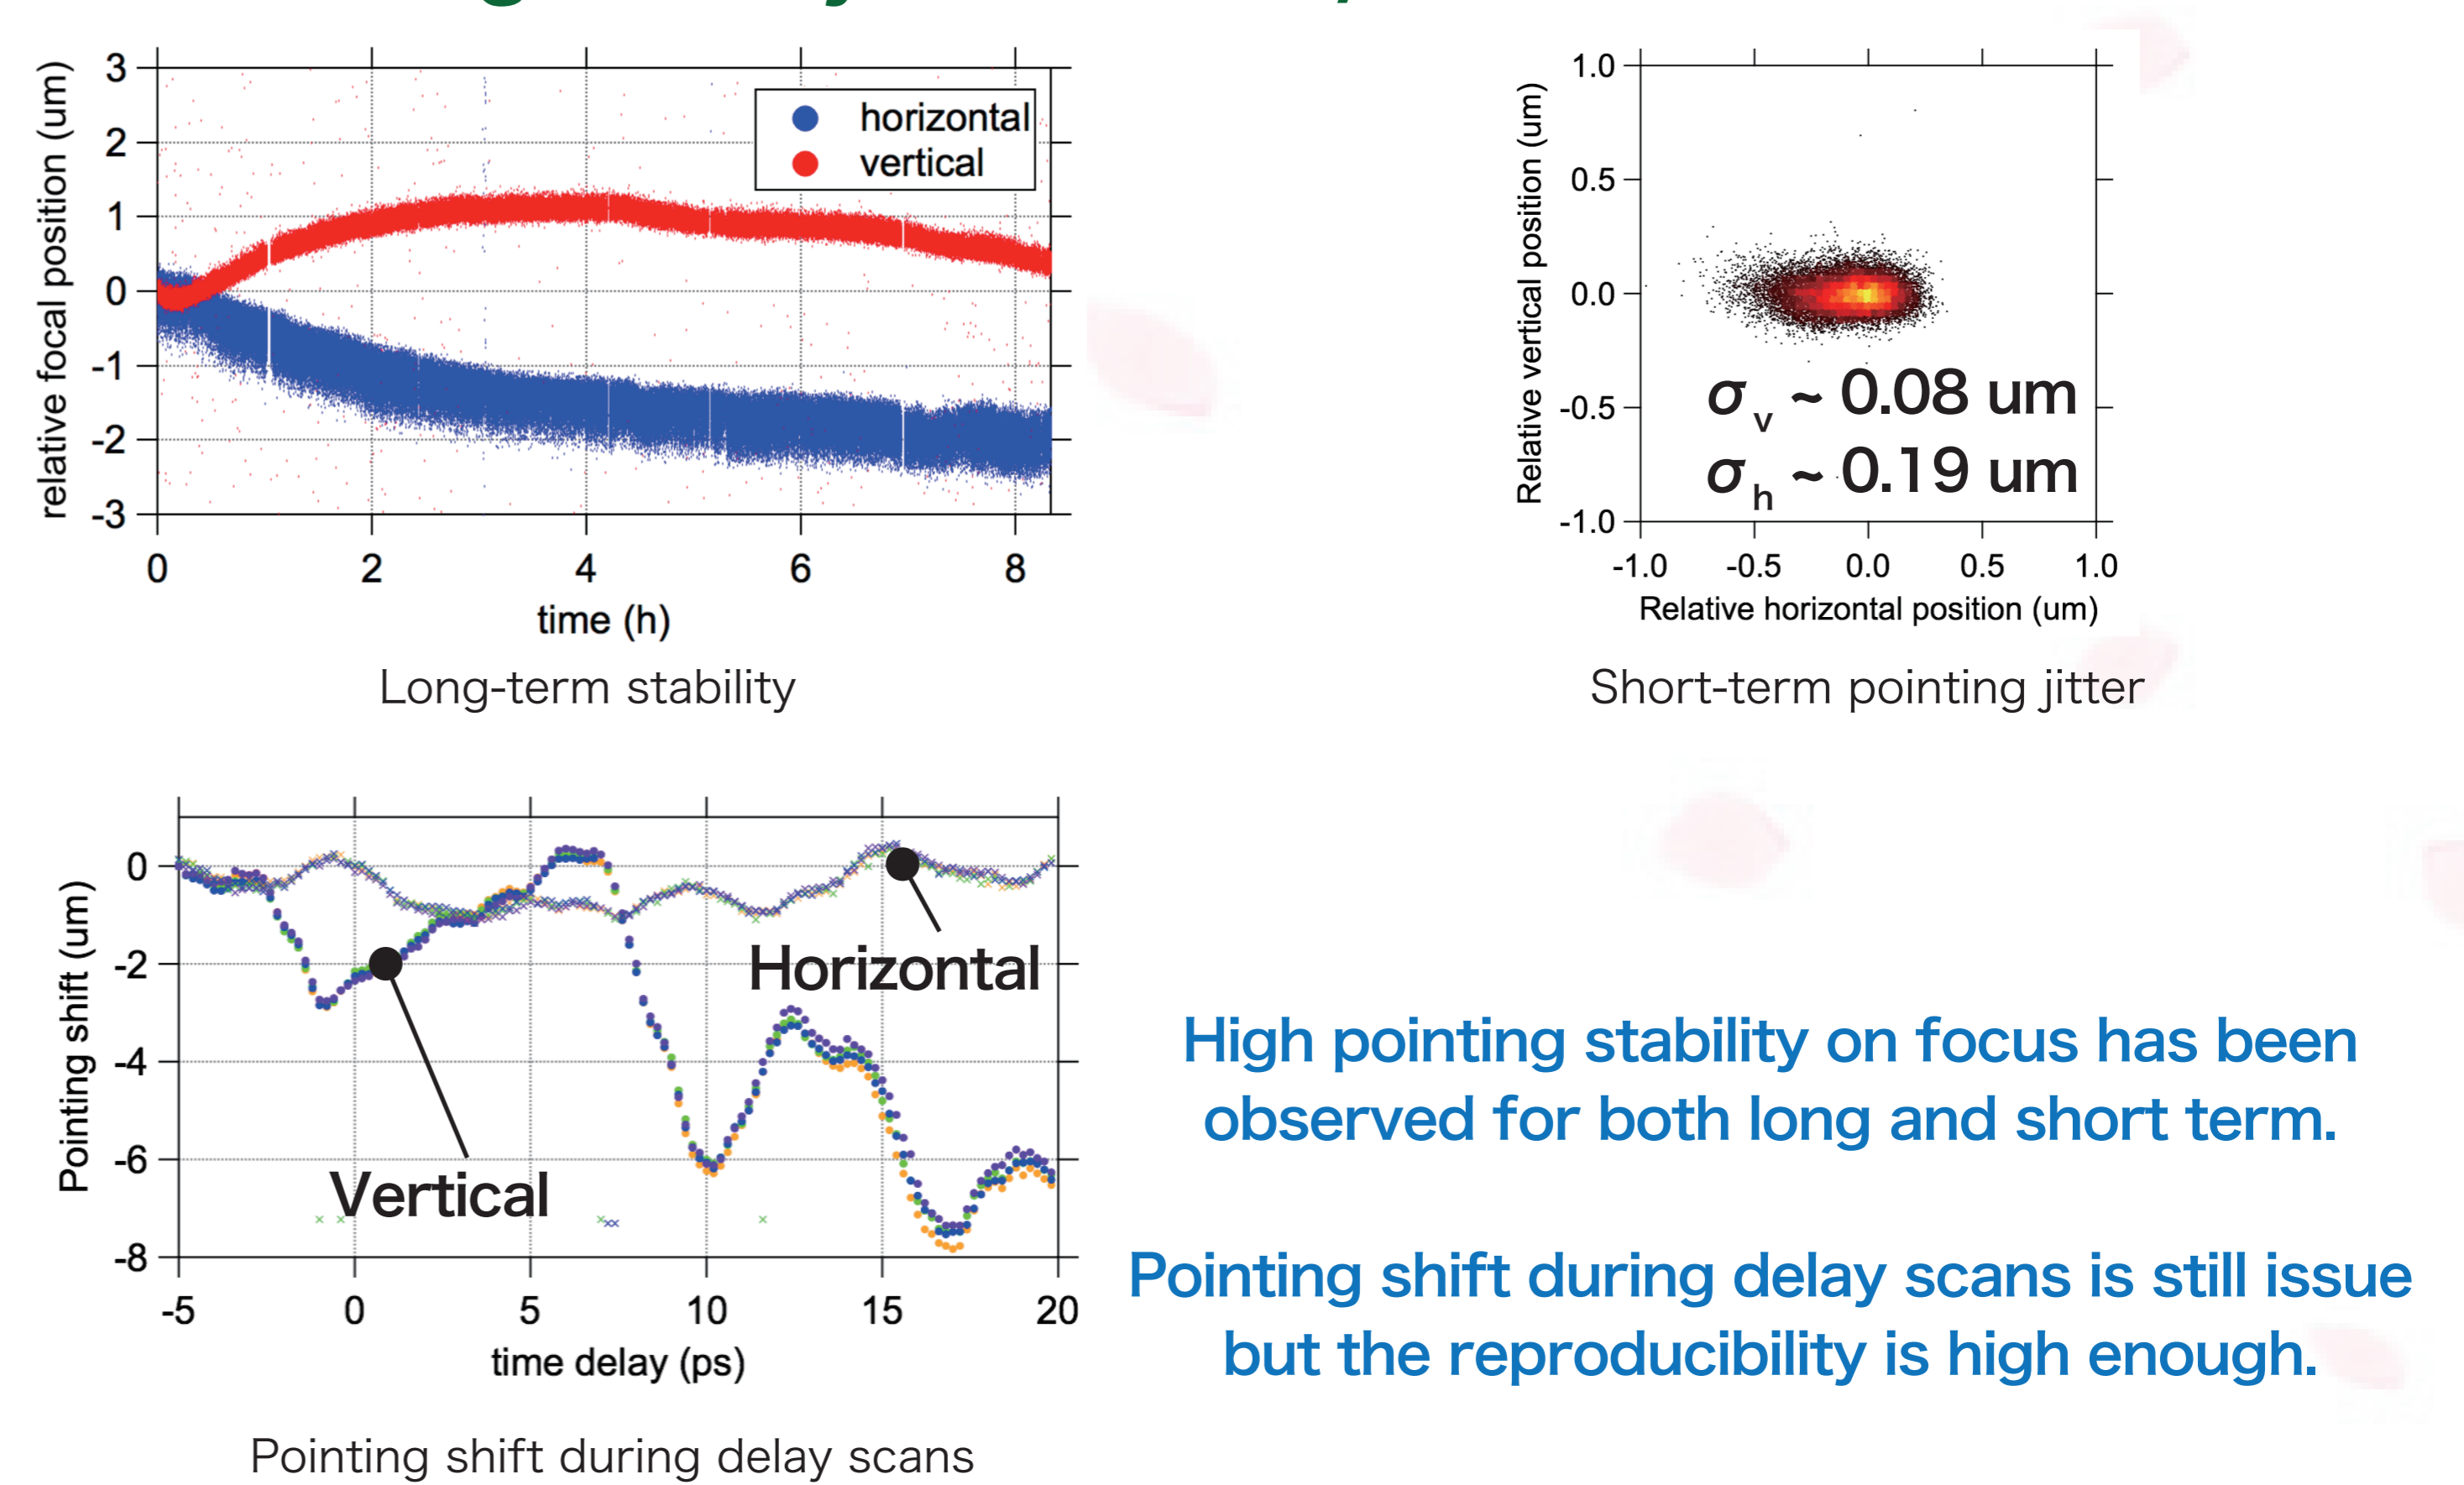 relative focal position (um)
3
2
1
0
-1
-2
-3
horizontal
vertical
0 2 4 6 8
time (h)
Long-term stability
Relative vertical position (um)
1.0
0.5
0.0
-0.5
-1.0
σv ~ 0.08 um
σh ~ 0.19 um
-1.0 -0.5 0.0 0.5 1.0
Relative horizontal position (um)
Short-term pointing jitter
Pointing shift (um)
0
-2
-4
-6
-8
Horizontal
Vertical
-5 0 5 10 15 20
time delay (ps)
Pointing shift during delay scans
High pointing stability on focus has been
observed for both long and short term.
Pointing shift during delay scans is still issue
but the reproducibility is high enough.